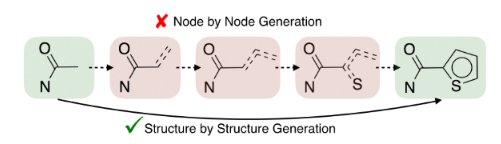 ✘ Node by Node Generation
O O O O O
N N N S N S N
✓ Structure by Structure Generation